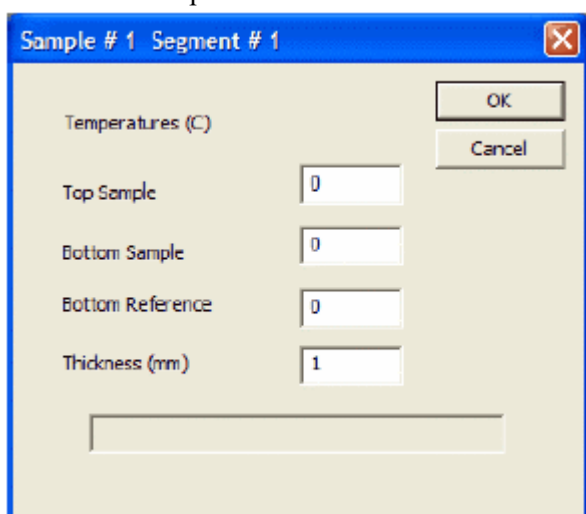 Sample # 1 Segment # 1
OK
Temperatures (C)
Cancel
Top Sample 0
Bottom Sample 0
Bottom Reference 0
Thickness (mm) 1